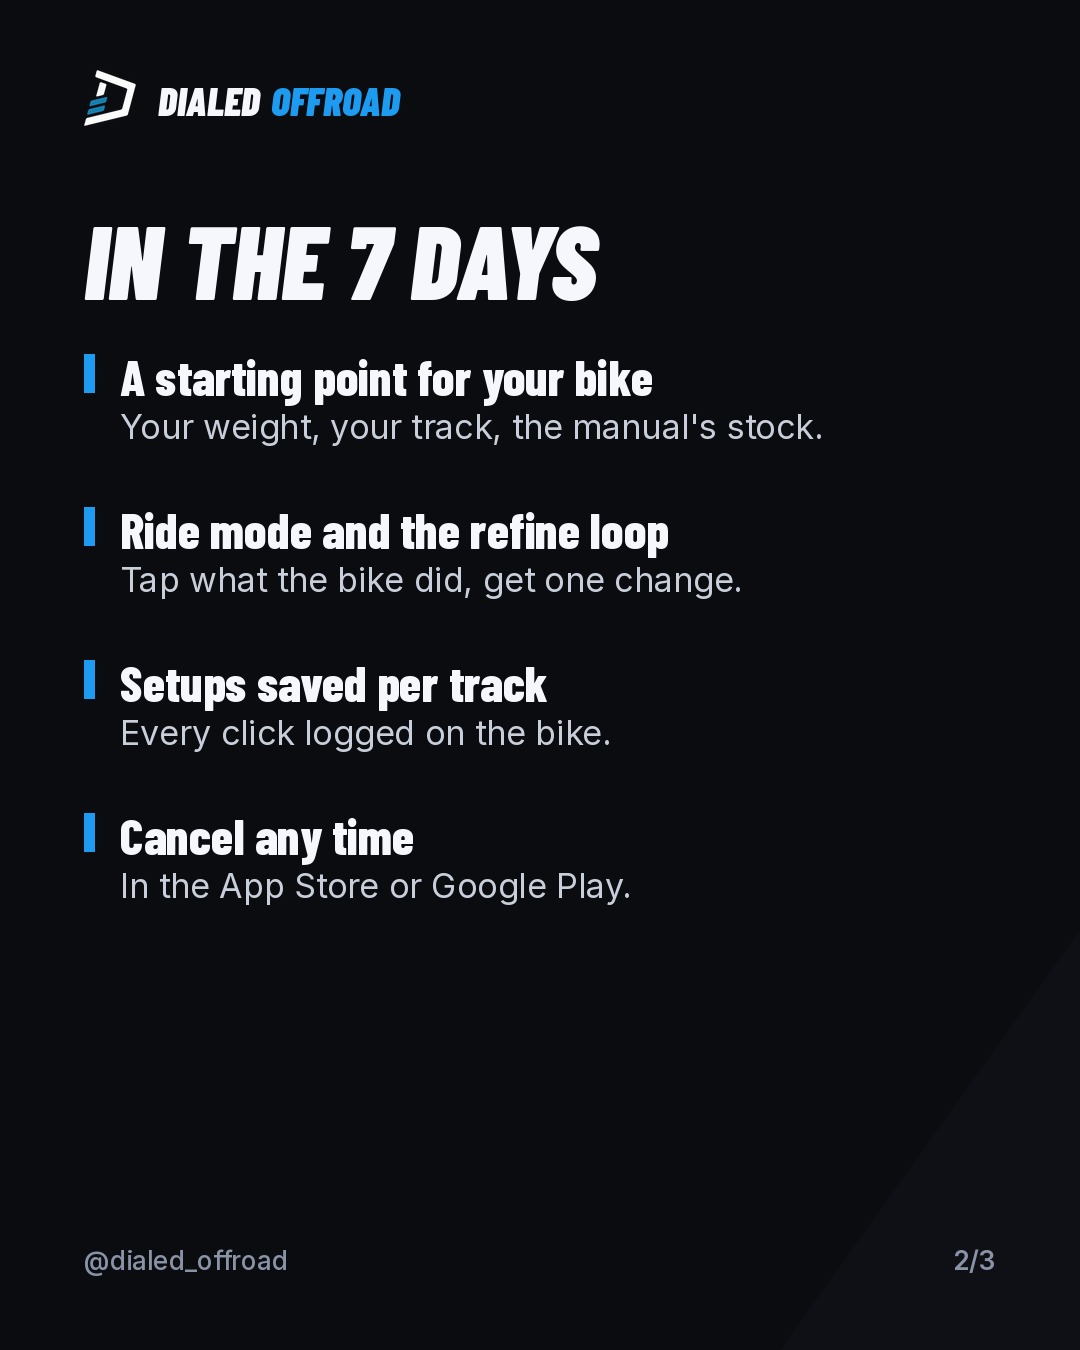 DIALED OFFROAD
IN THE 7 DAYS
A starting point for your bike
Your weight, your track, the manual's stock.
Ride mode and the refine loop
Tap what the bike did, get one change.
Setups saved per track
Every click logged on the bike.
Cancel any time
In the App Store or Google Play.
@dialed_offroad
2/3